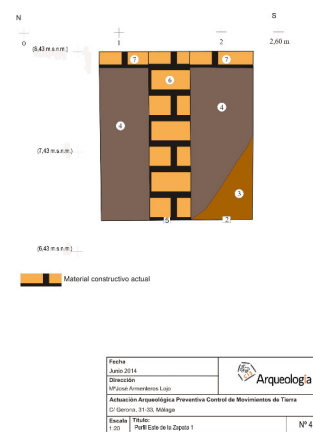 N
S
0
1
2
2,60 m
(8,43 m.s.n.m.)
7
7
6
4
4
(7,43 m.s.n.m.)
3
5
2
(6,43 m.s.n.m.)
Material constructivo actual
Fecha
Junio 2014
Dirección
MªJosé Armenteros Lojo
Arqueología
Actuación Arqueológica Preventiva Control de Movimientos de Tierra
C/ Gerona, 31-33, Málaga
Escala
1:20
Título:
Perfil Este de la Zapata 1
Nº 4